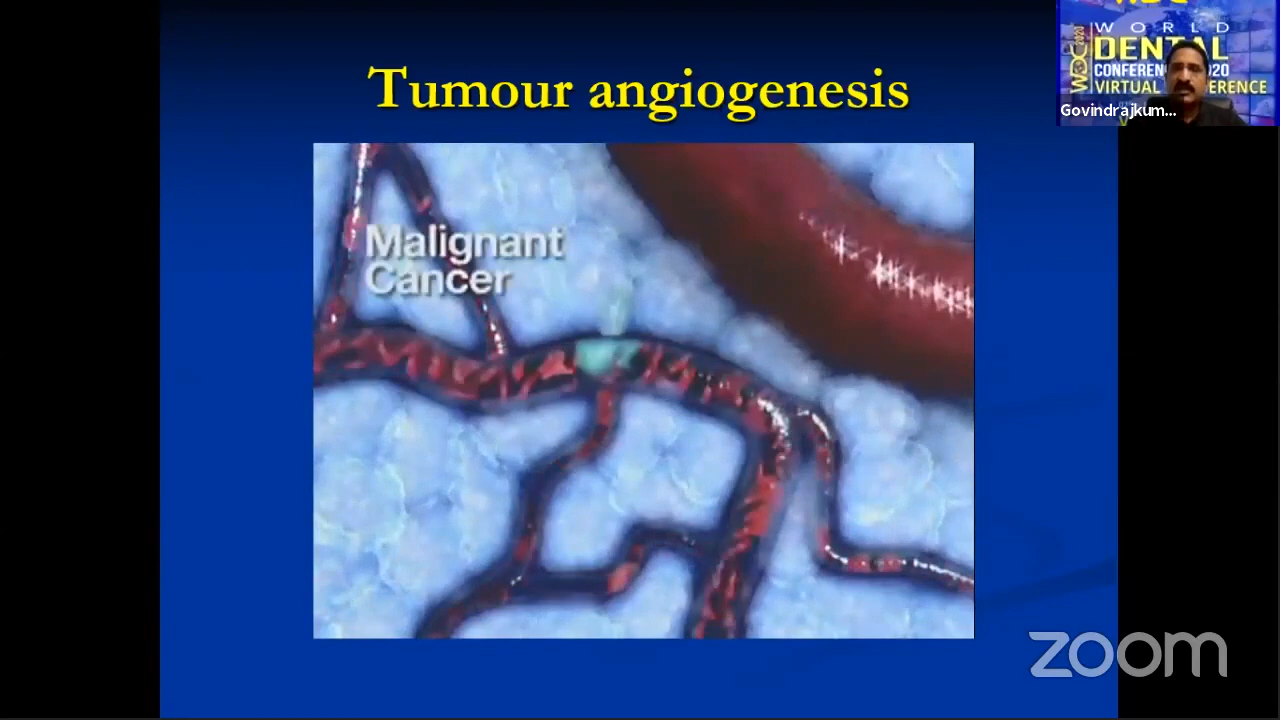 Tumour angiogenesis
Malignant
Cancer
WORLD
DENTAL
VIRTUAL
Govindrajkum...
zoom